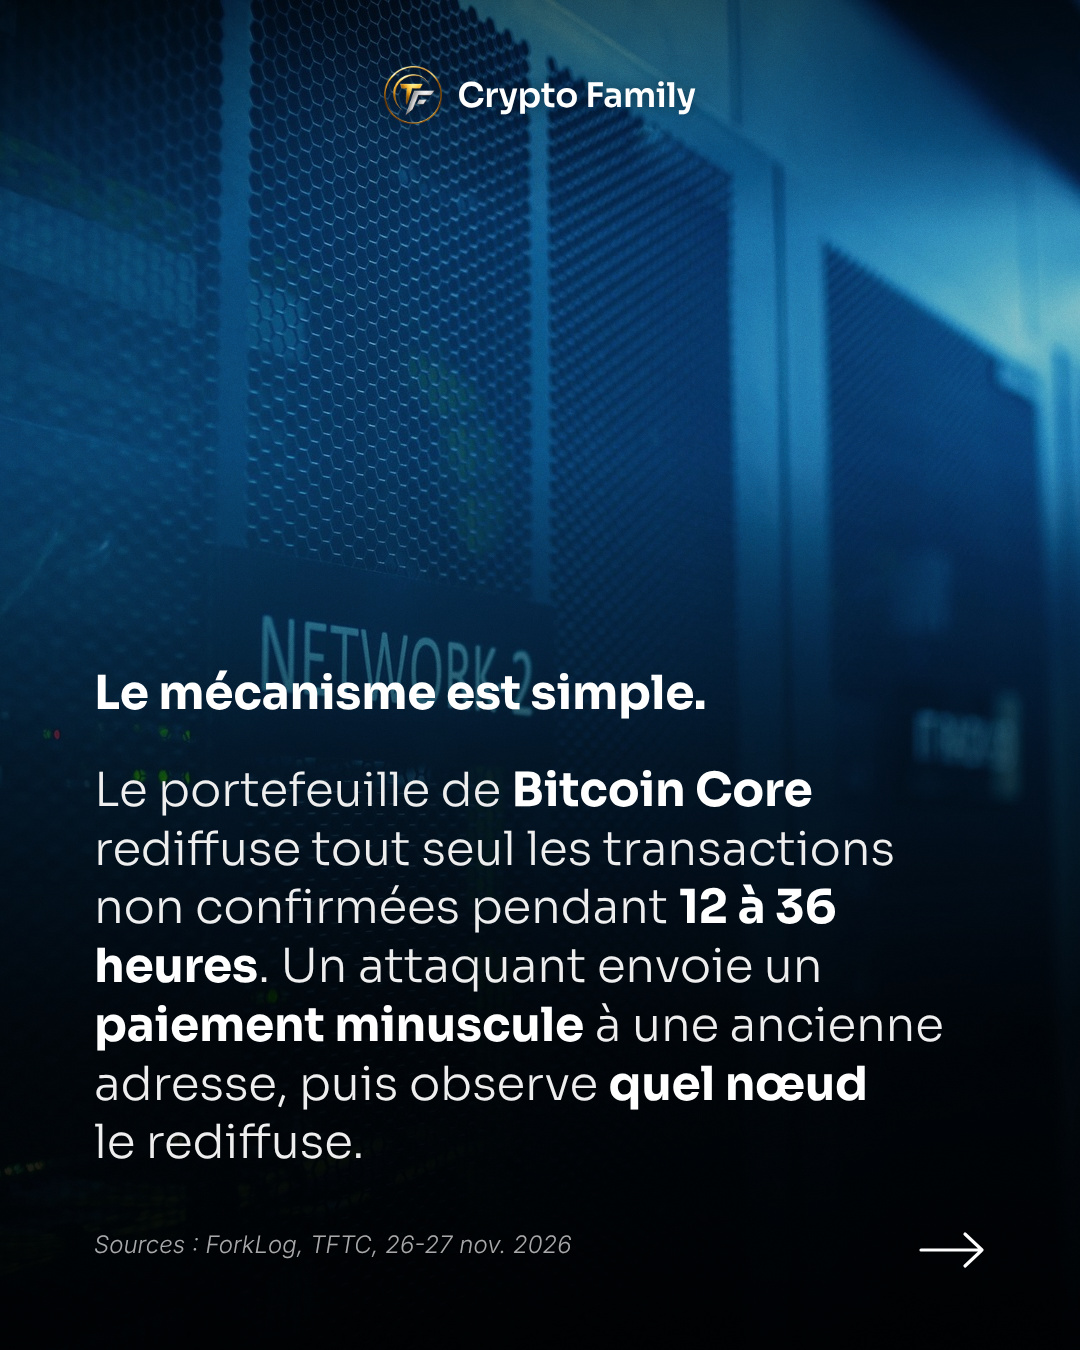 TF Crypto Family
NETWORK 2
Le mécanisme est simple.
Le portefeuille de Bitcoin Core
rediffuse tout seul les transactions
non confirmées pendant 12 à 36
heures. Un attaquant envoie un
paiement minuscule à une ancienne
adresse, puis observe quel nœud
le rediffuse.
Sources : ForkLog, TFTC, 26-27 nov. 2026